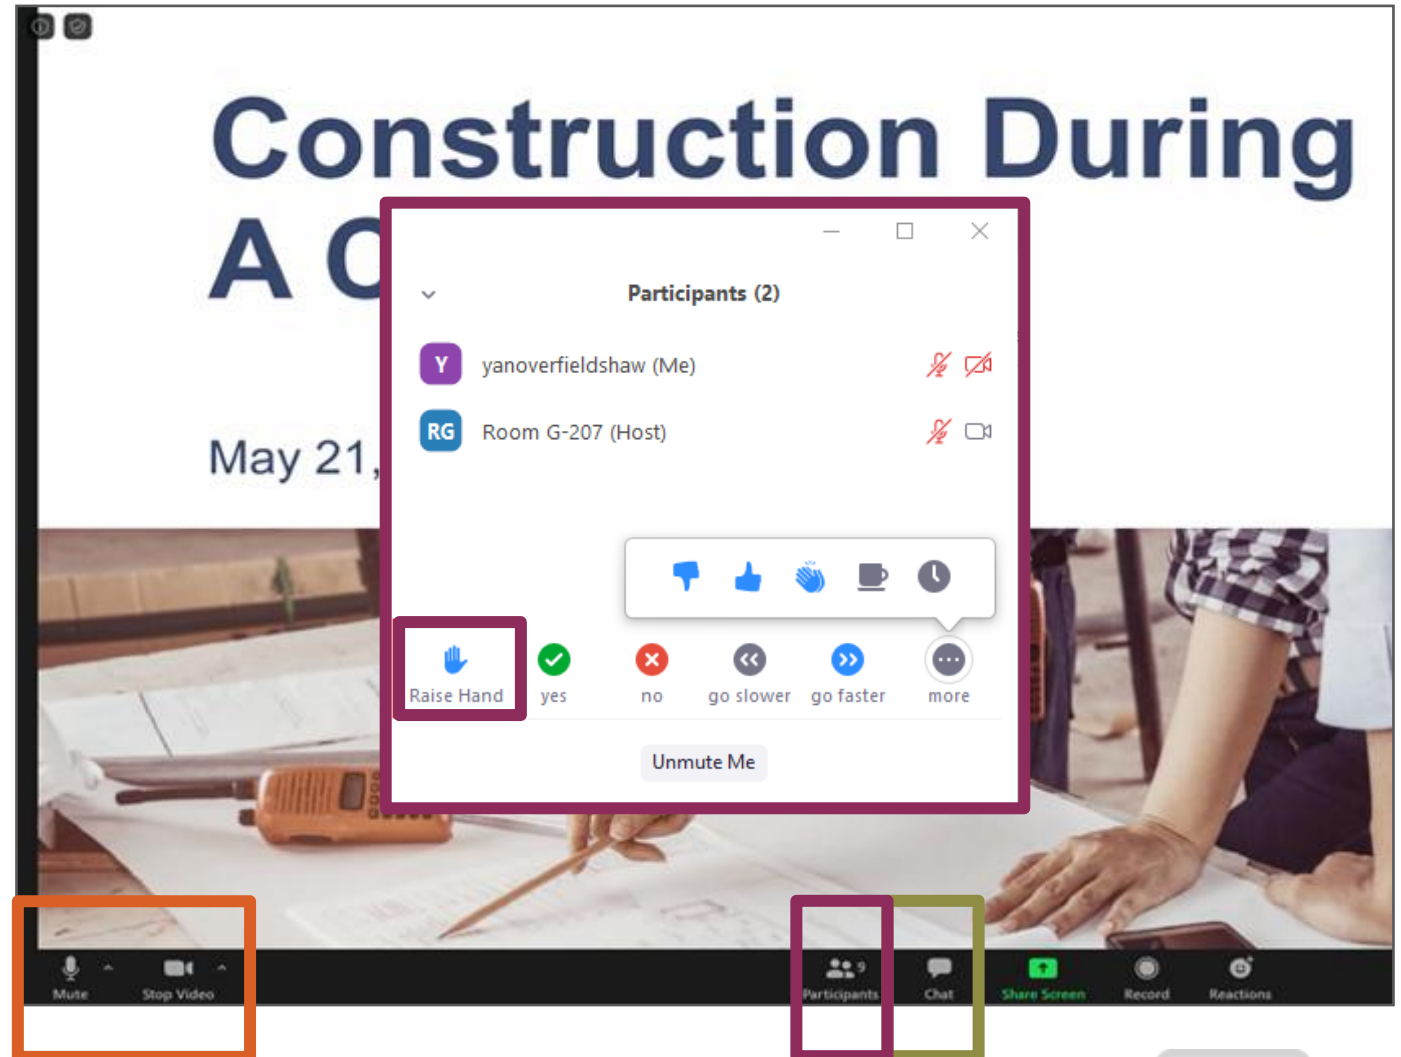 Construction During
A C
May 21,
Participants (2)
Y yanoverfieldshaw (Me)
RG Room G-207 (Host)
Raise Hand yes no go slower go faster more
Unmute Me
Mute Stop Video 9 Participants Chat Share Screen Record Reactions